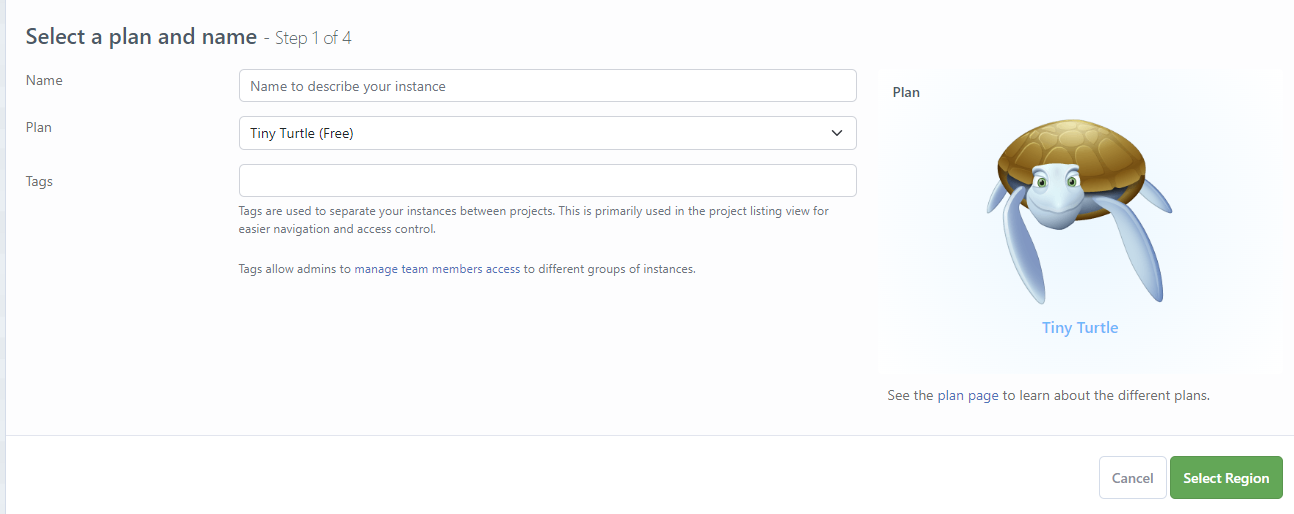 Select a plan and name - Step 1 of 4
Name
Name to describe your instance
Plan
Tiny Turtle (Free)
Tags
Tags are used to separate your instances between projects. This is primarily used in the project listing view for
easier navigation and access control.
Tags allow admins to manage team members access to different groups of instances.
Plan
Tiny Turtle
See the plan page to learn about the different plans.
Cancel
Select Region